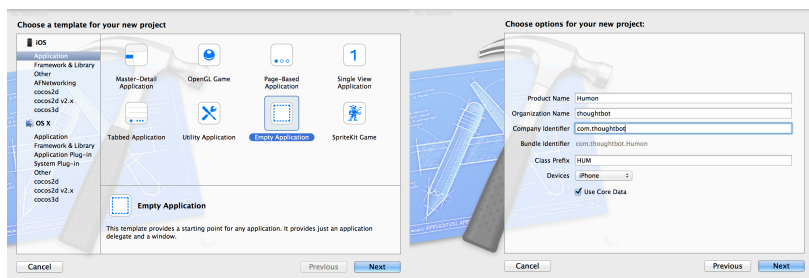 Choose a template for your new project
iOS
Application
Framework & Library
Other
AFNetworking
cocos2d
cocos2d v2.x
cocos3d
OS X
Application
Framework & Library
Application Plug-in
System Plug-in
Other
cocos2d
cocos2d v2.x
cocos3d
Master-Detail
Application
OpenGL Game
Page-Based
Application
1
Single View
Application
Tabbed Application
Utility Application
Empty Application
SpriteKit Game
Empty Application
This template provides a starting point for any application. It provides just an application
delegate and a window.
Cancel
Previous
Next
Choose options for your new project:
Product Name Humon
Organization Name thoughtbot
Company Identifier com.thoughtbot
Bundle Identifier com.thoughtbot.Humon
Class Prefix HUM
Devices iPhone
Use Core Data
Cancel
Previous
Next